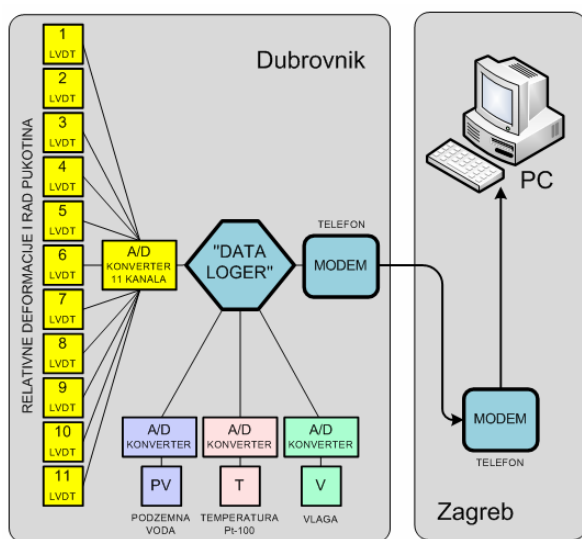 Dubrovnik
RELATIVNE DEFORMACIJE I RAD PUKOTINA
1
LVDT
2
LVDT
3
LVDT
4
LVDT
5
LVDT
6
LVDT
7
LVDT
8
LVDT
9
LVDT
10
LVDT
11
LVDT
A/D
KONVERTER
11 KANALA
"DATA
LOGER"
TELEFON
MODEM
A/D
KONVERTER
PV
PODZEMNA
VODA
A/D
KONVERTER
T
TEMPERATURA
Pt-100
A/D
KONVERTER
V
VLAGA
PC
MODEM
TELEFON
Zagreb